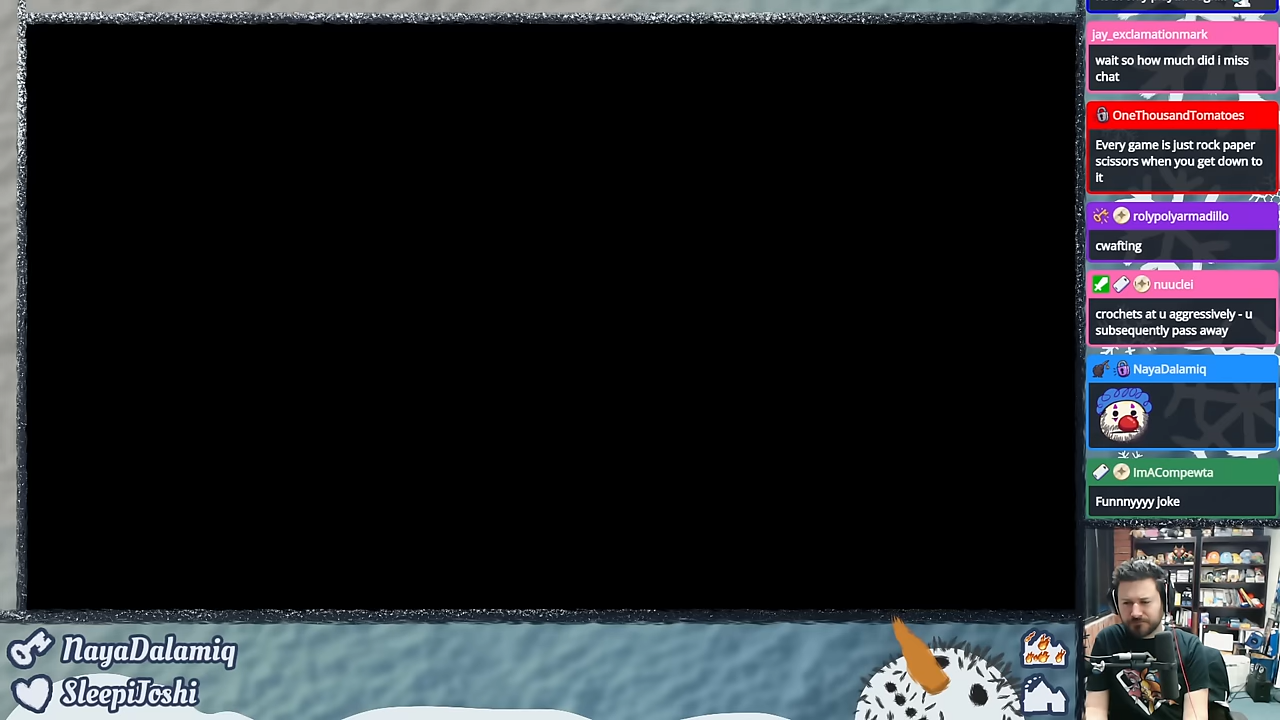 jay_exclamationmark
wait so how much did i miss
chat
OneThousandTomatoes
Every game is just rock paper
scissors when you get down to
it
rolypolyarmadillo
cwafting
nuuclei
crochets at u aggressively - u
subsequently pass away
NayaDalamiq
ImACompewta
Funnnyyyy joke
NayaDalamiq
SleepiJoshi